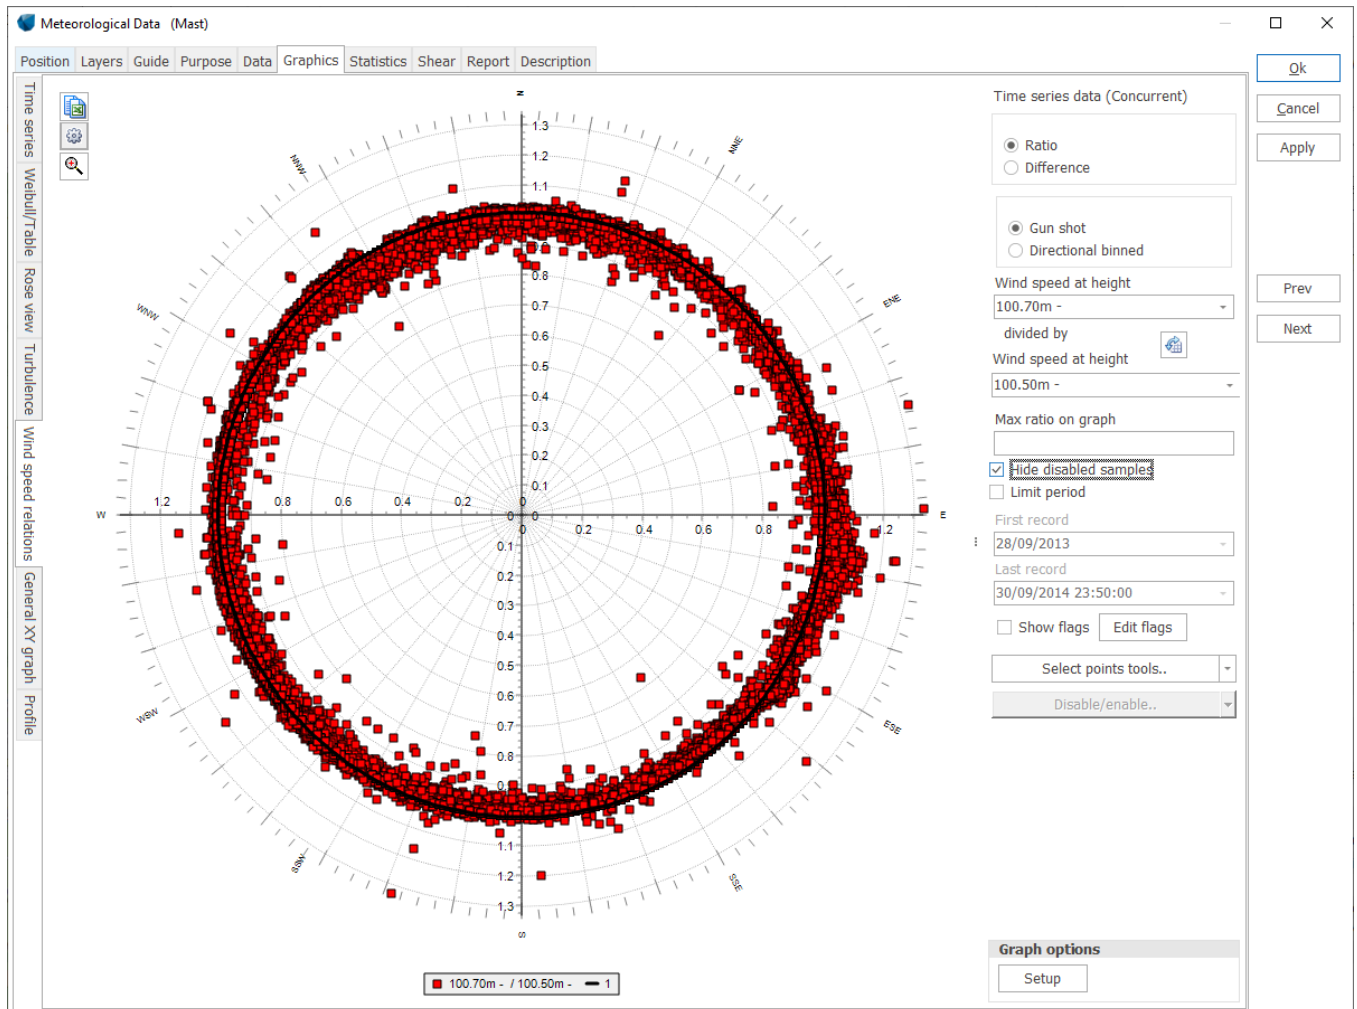 Meteorological Data (Mast)
Position Layers Guide Purpose Data Graphics Statistics Shear Report Description
Ok
Cancel
Apply
Prev
Next
Time series
Weibull/Table
Rose view
Turbulence
Wind speed relations
General XY graph
Profile
N
NNE
ENE
E
ESE
SSE
S
SSW
WSW
W
WNW
NNW
1.3
1.2
1.1
0.9
0.8
0.7
0.6
0.5
0.4
0.3
0.2
0.1
1.2 0.8 0.6 0.4 0.2 0
0 0
0.2 0.4 0.6 0.8 1.2
0.1
0.2
0.3
0.4
0.5
0.6
0.7
0.8
1.1
1.2
1.3
100.70m - / 100.50m - 1
Time series data (Concurrent)
Ratio
Difference
Gun shot
Directional binned
Wind speed at height
100.70m -
divided by
Wind speed at height
100.50m -
Max ratio on graph
Hide disabled samples
Limit period
First record
28/09/2013
Last record
30/09/2014 23:50:00
Show flags Edit flags
Select points tools..
Disable/enable..
Graph options
Setup